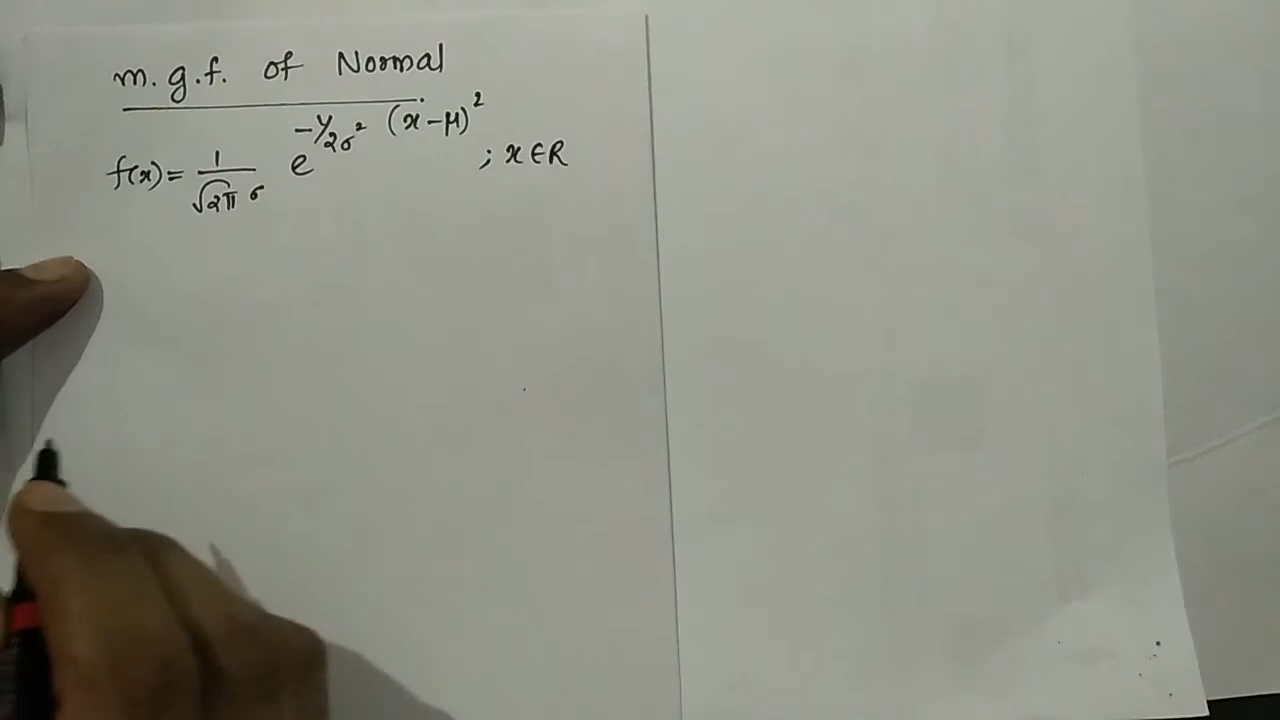 m.g.f. of Normal
f(x) = 1/√2π σ e^{-1/2σ² (x-μ)²} ; x ∈ R